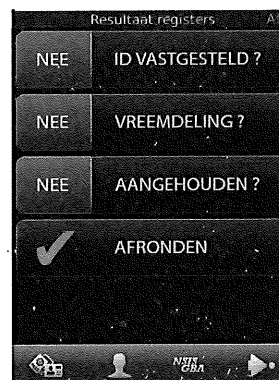 Resultaat registers
NEE ID VASTGESTELD ?
NEE VREEMDELING ?
NEE AANGEHOUDEN ?
AFRONDEN
NSIS
GBA